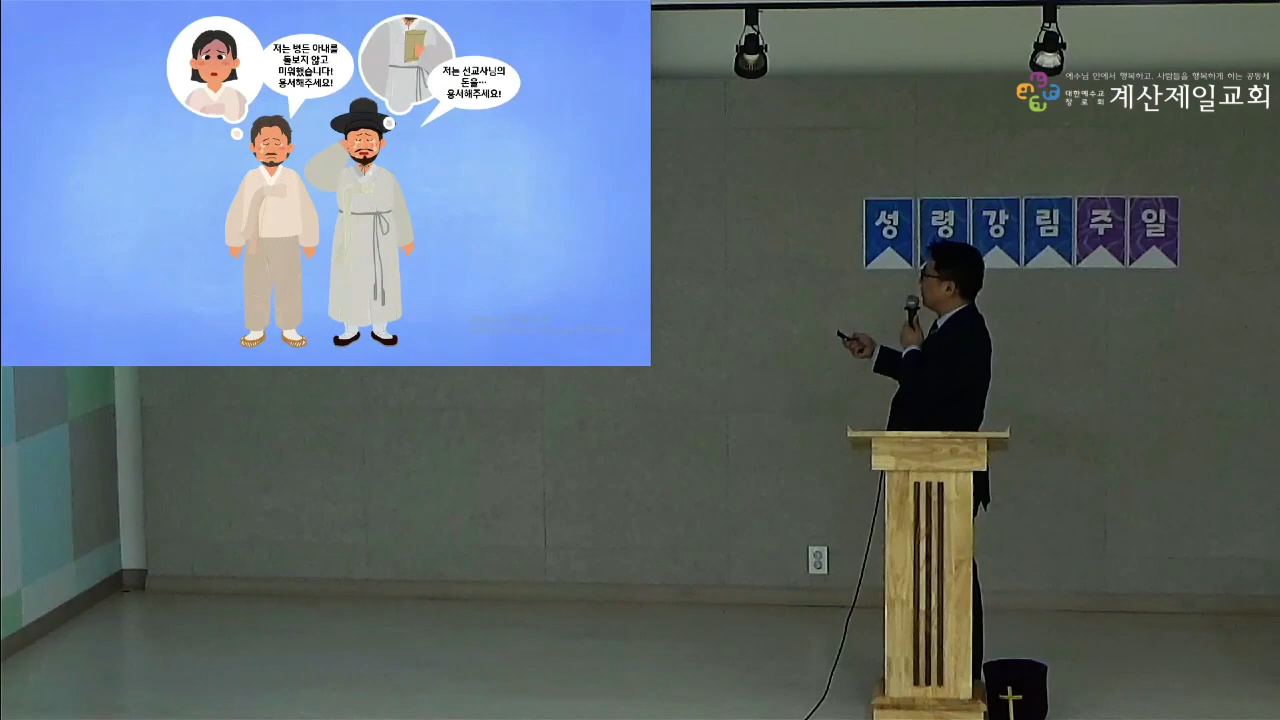 저는 병든 아내를
돌보지 않고
미워했습니다!
용서해주세요!
저는 선교사님의
돈을...
용서해주세요!
예수님 안에서 행복하고, 사람들을 행복하게 하는 공동체
대한예수교
장로회
계산제일교회
성령강림주일